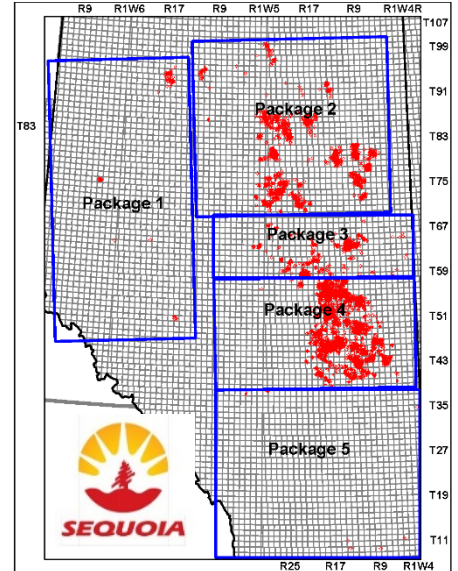 R9 R1W6 R17 R9 R1W5 R17 R9 R1W4R
T107
T99
T91
Package 2
T83
T83
T75
Package 1
T67
Package 3
T59
Package 4
T51
T43
T35
Package 5
T27
T19
SEQUOIA
T11
R25 R17 R9 R1W4